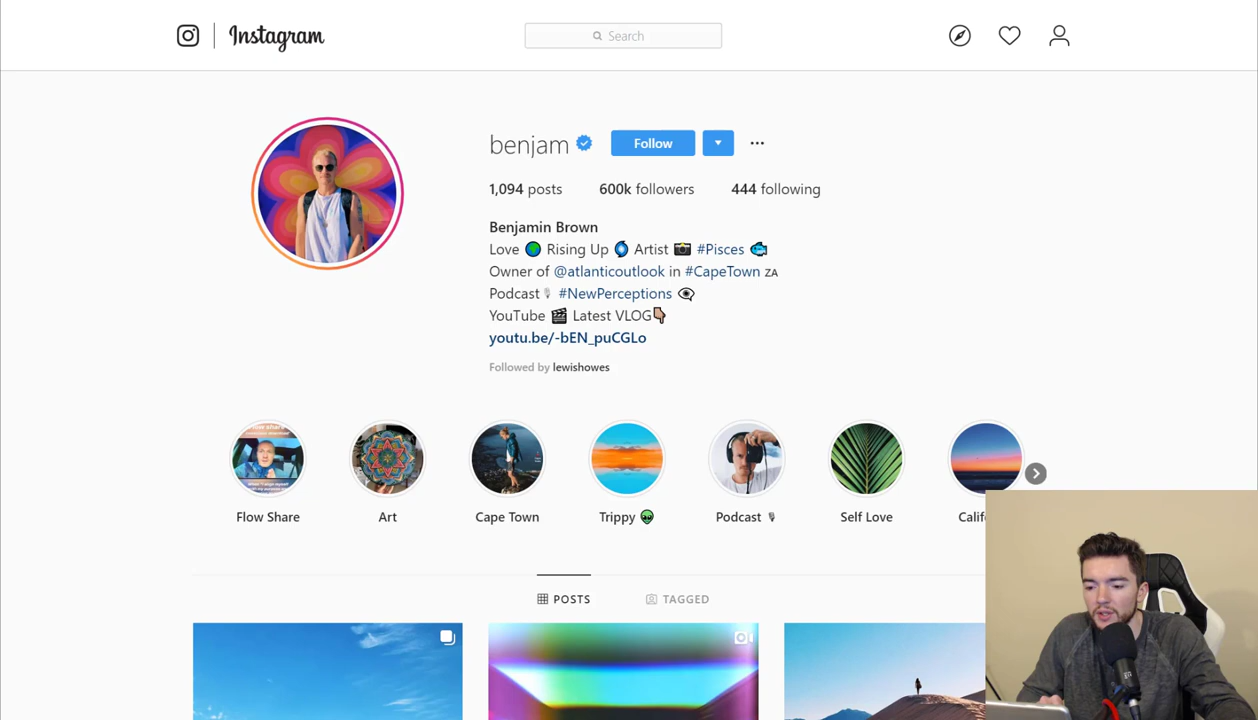 Instagram
Search
benjam Follow
1,094 posts 600k followers 444 following
Benjamin Brown
Love Rising Up Artist #Pisces
Owner of @atlanticoutlook in #CapeTown ZA
Podcast #NewPerceptions
YouTube Latest VLOG
youtu.be/-bEN_puCGLo
Followed by lewishowes
Flow Share Art Cape Town Trippy Podcast Self Love Calif
POSTS TAGGED